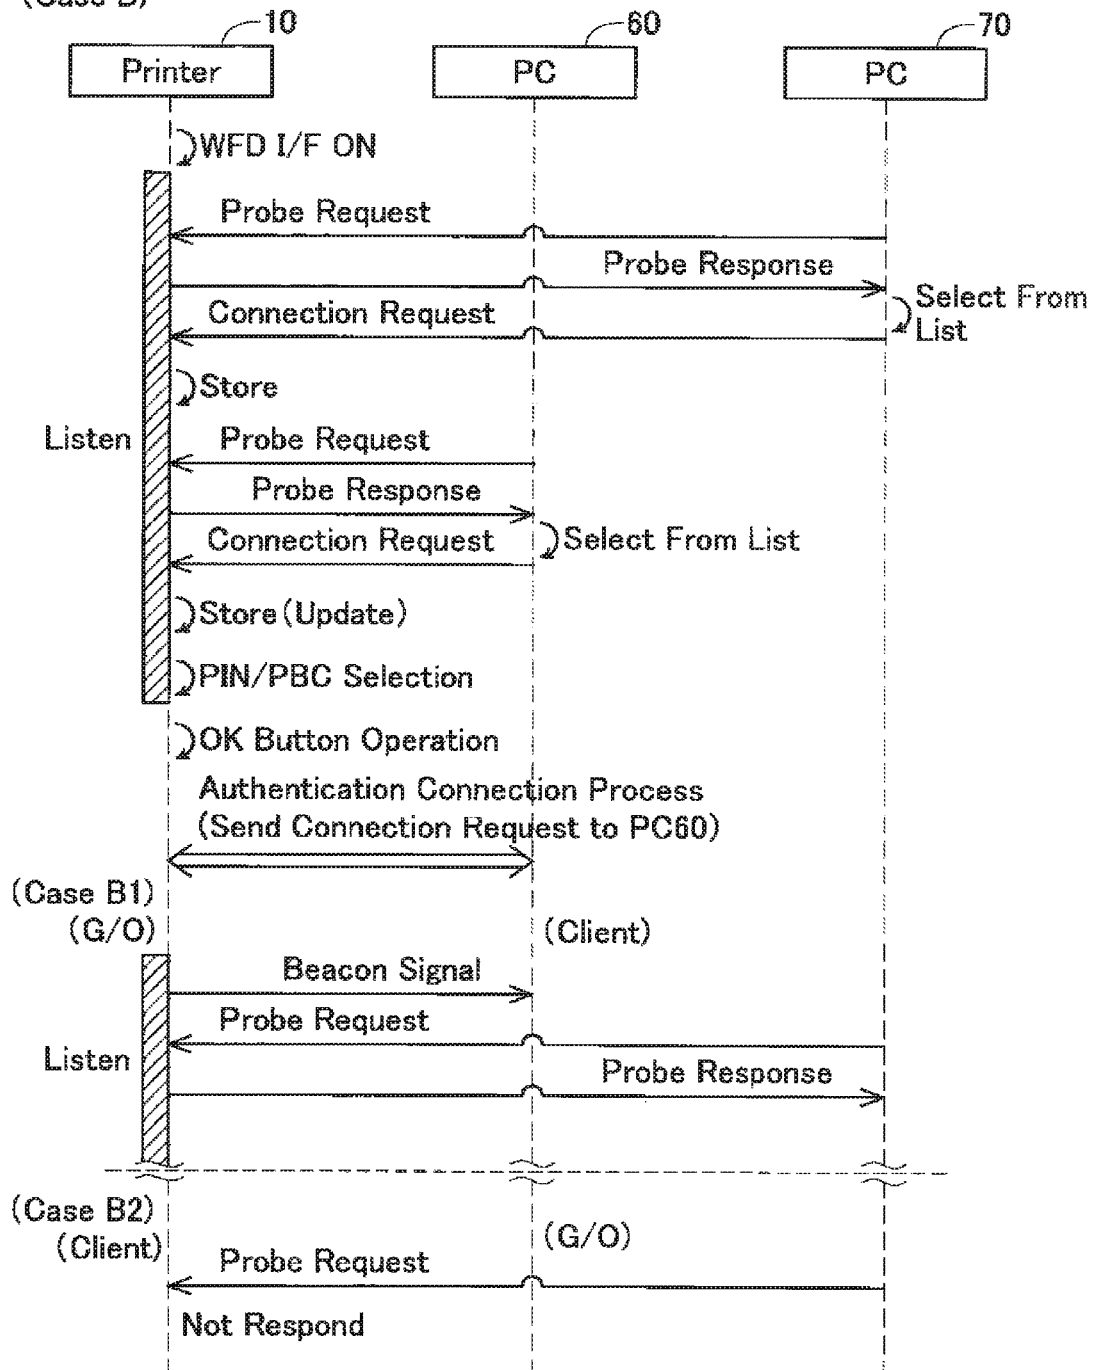 (Case B)
10
60
70
Printer
PC
PC
WFD I/F ON
Probe Request
Probe Response
Select From
List
Connection Request
Store
Listen
Probe Request
Probe Response
Connection Request
Select From List
Store(Update)
PIN/PBC Selection
OK Button Operation
Authentication Connection Process
(Send Connection Request to PC60)
(Case B1)
(G/O)
(Client)
Beacon Signal
Probe Request
Listen
Probe Response
(Case B2)
(Client)
(G/O)
Probe Request
Not Respond